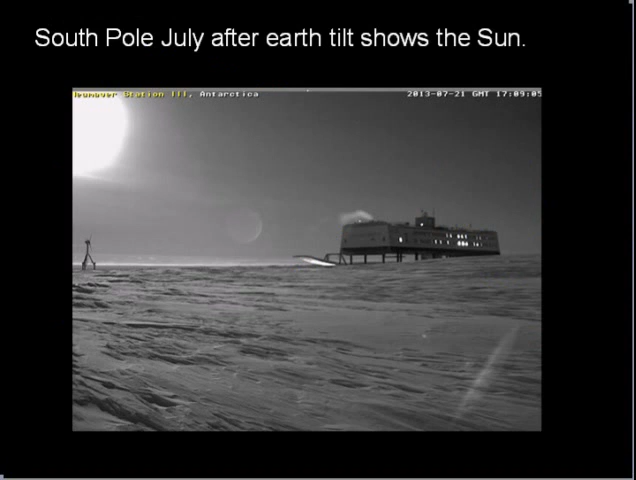 South Pole July after earth tilt shows the Sun.
Neumayer Station III, Antarctica 2013-07-21 GMT 17:09:05